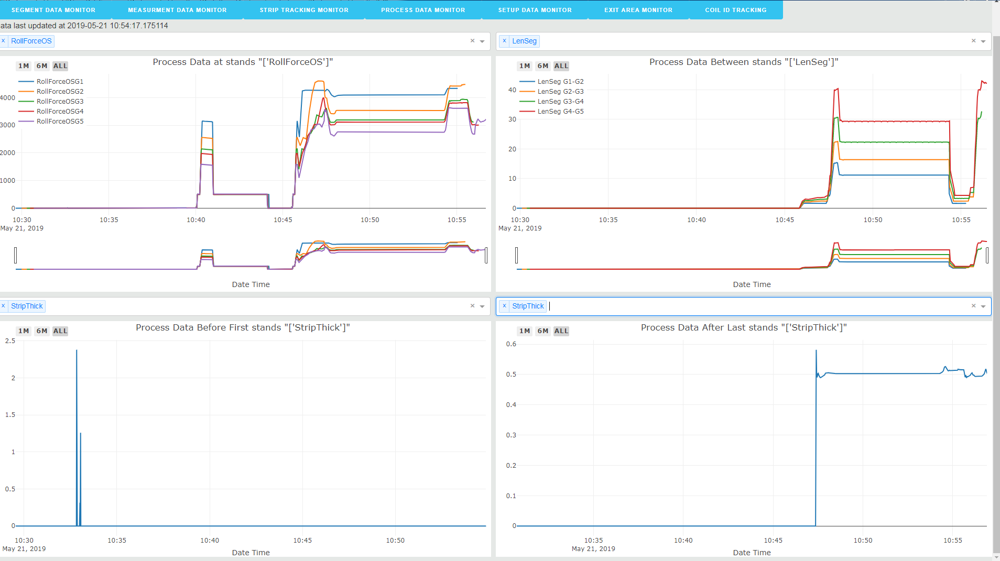 SEGMENT DATA MONITOR MEASURMENT DATA MONITOR STRIP TRACKING MONITOR PROCESS DATA MONITOR SETUP DATA MONITOR EXIT AREA MONITOR COIL ID TRACKING
ata last updated at 2019-05-21 10:54:17.175114
× RollForceOS ×
1M 6M ALL
Process Data at stands "['RollForceOS']"
RollForceOSG1
RollForceOSG2
RollForceOSG3
RollForceOSG4
RollForceOSG5
4000
3000
2000
1000
0
10:30 10:35 10:40 10:45 10:50 10:55
May 21, 2019
Date Time
× LenSeg ×
1M 6M ALL
Process Data Between stands "['LenSeg']"
LenSeg G1-G2
LenSeg G2-G3
LenSeg G3-G4
LenSeg G4-G5
40
30
20
10
0
10:30 10:35 10:40 10:45 10:50 10:55
May 21, 2019
Date Time
× StripThick ×
1M 6M ALL
Process Data Before First stands "['StripThick']"
2.5
2
1.5
1
0.5
0
10:30 10:35 10:40 10:45 10:50
May 21, 2019
Date Time
× StripThick ×
1M 6M ALL
Process Data After Last stands "['StripThick']"
0.6
0.5
0.4
0.3
0.2
0.1
0
10:35 10:40 10:45 10:50 10:55
May 21, 2019
Date Time